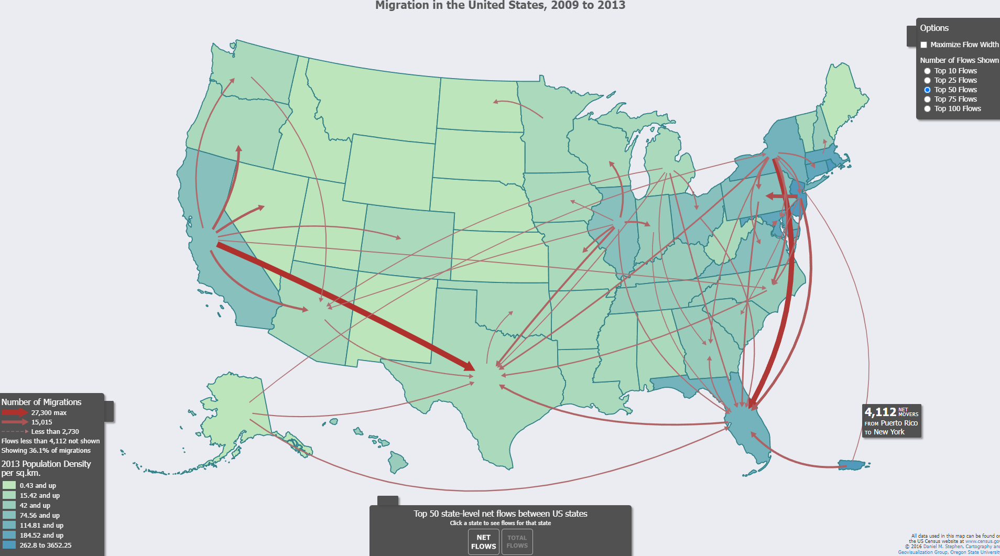 Migration in the United States, 2009 to 2013
Options
Maximize Flow Width
Number of Flows Shown
Top 10 Flows
Top 25 Flows
Top 50 Flows
Top 75 Flows
Top 100 Flows
4,112 NET MOVERS
FROM Puerto Rico
TO New York
Number of Migrations
27,300 max
15,015
Less than 2,730
Flows less than 4,112 not shown
Showing 36.1% of migrations
2013 Population Density
per sq.km.
0.43 and up
15.42 and up
42 and up
74.56 and up
114.81 and up
184.52 and up
262.8 to 3652.25
Top 50 state-level net flows between US states
Click a state to see flows for that state
NET
FLOWS
TOTAL
FLOWS
All data used in this map can be found o
the US Census website at www.census.go
© 2016 Daniel M. Stephen, Cartography an
Geovisualization Group, Oregon State Universit